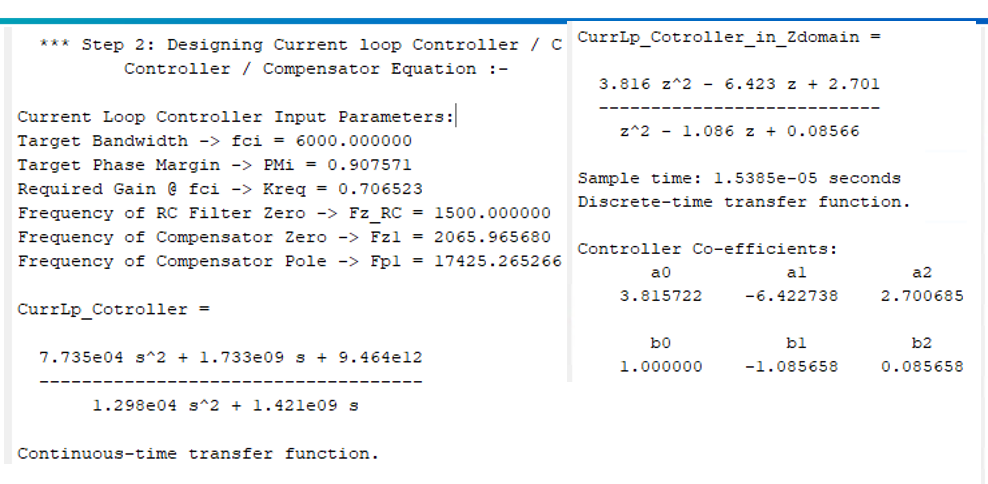 *** Step 2: Designing Current loop Controller / C
Controller / Compensator Equation :-
Current Loop Controller Input Parameters:
Target Bandwidth -> fci = 6000.000000
Target Phase Margin -> PMi = 0.907571
Required Gain @ fci -> Kreq = 0.706523
Frequency of RC Filter Zero -> Fz_RC = 1500.000000
Frequency of Compensator Zero -> Fz1 = 2065.965680
Frequency of Compensator Pole -> Fp1 = 17425.265266
CurrLp_Cotroller =
7.735e04 s^2 + 1.733e09 s + 9.464e12
------------------------------------
1.298e04 s^2 + 1.421e09 s
Continuous-time transfer function.
CurrLp_Cotroller_in_Zdomain =
3.816 z^2 - 6.423 z + 2.701
---------------------------
z^2 - 1.086 z + 0.08566
Sample time: 1.5385e-05 seconds
Discrete-time transfer function.
Controller Co-efficients:
a0 a1 a2
3.815722 -6.422738 2.700685
b0 b1 b2
1.000000 -1.085658 0.085658